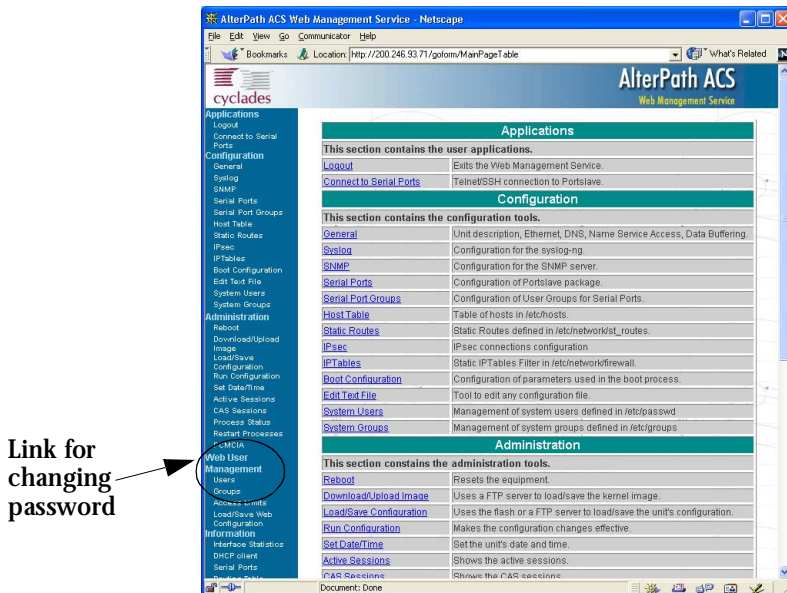 AlterPath ACS Web Management Service - Netscape
File Edit View Go Communicator Help
Bookmarks Location: http://200.246.93.71/goform/MainPageTable What's Related
cyclades
AlterPath ACS
Web Management Service
Applications
Logout
Connect to Serial
Ports
Configuration
General
Syslog
SNMP
Serial Ports
Serial Port Groups
Host Table
Static Routes
IPsec
IPTables
Boot Configuration
Edit Text File
System Users
System Groups
Administration
Reboot
Download/Upload
Image
Load/Save
Configuration
Run Configuration
Set Date/Time
Active Sessions
CAS Sessions
Process Status
Restart Processes
PCMCIA
Web User
Management
Users
Groups
Access Limits
Load/Save Web
Configuration
Information
Interface Statistics
DHCP client
Serial Ports
Routing Table
Link for
changing
password
Applications
This section contains the user applications.
Logout Exits the Web Management Service.
Connect to Serial Ports Telnet/SSH connection to Portslave.
Configuration
This section contains the configuration tools.
General Unit description, Ethernet, DNS, Name Service Access, Data Buffering.
Syslog Configuration for the syslog-ng.
SNMP Configuration for the SNMP server.
Serial Ports Configuration of Portslave package.
Serial Port Groups Configuration of User Groups for Serial Ports.
Host Table Table of hosts in /etc/hosts.
Static Routes Static Routes defined in /etc/network/st_routes.
IPsec IPsec connections configuration
IPTables Static IPTables Filter in /etc/network/firewall.
Boot Configuration Configuration of parameters used in the boot process.
Edit Text File Tool to edit any configuration file.
System Users Management of system users defined in /etc/passwd
System Groups Management of system groups defined in /etc/groups
Administration
This section constains the administration tools.
Reboot Resets the equipment.
Download/Upload Image Uses a FTP server to load/save the kernel image.
Load/Save Configuration Uses the flash or a FTP server to load/save the unit's configuration.
Run Configuration Makes the configuration changes effective.
Set Date/Time Set the unit's date and time.
Active Sessions Shows the active sessions.
CAS Sessions Shows the CAS sessions.
Document: Done